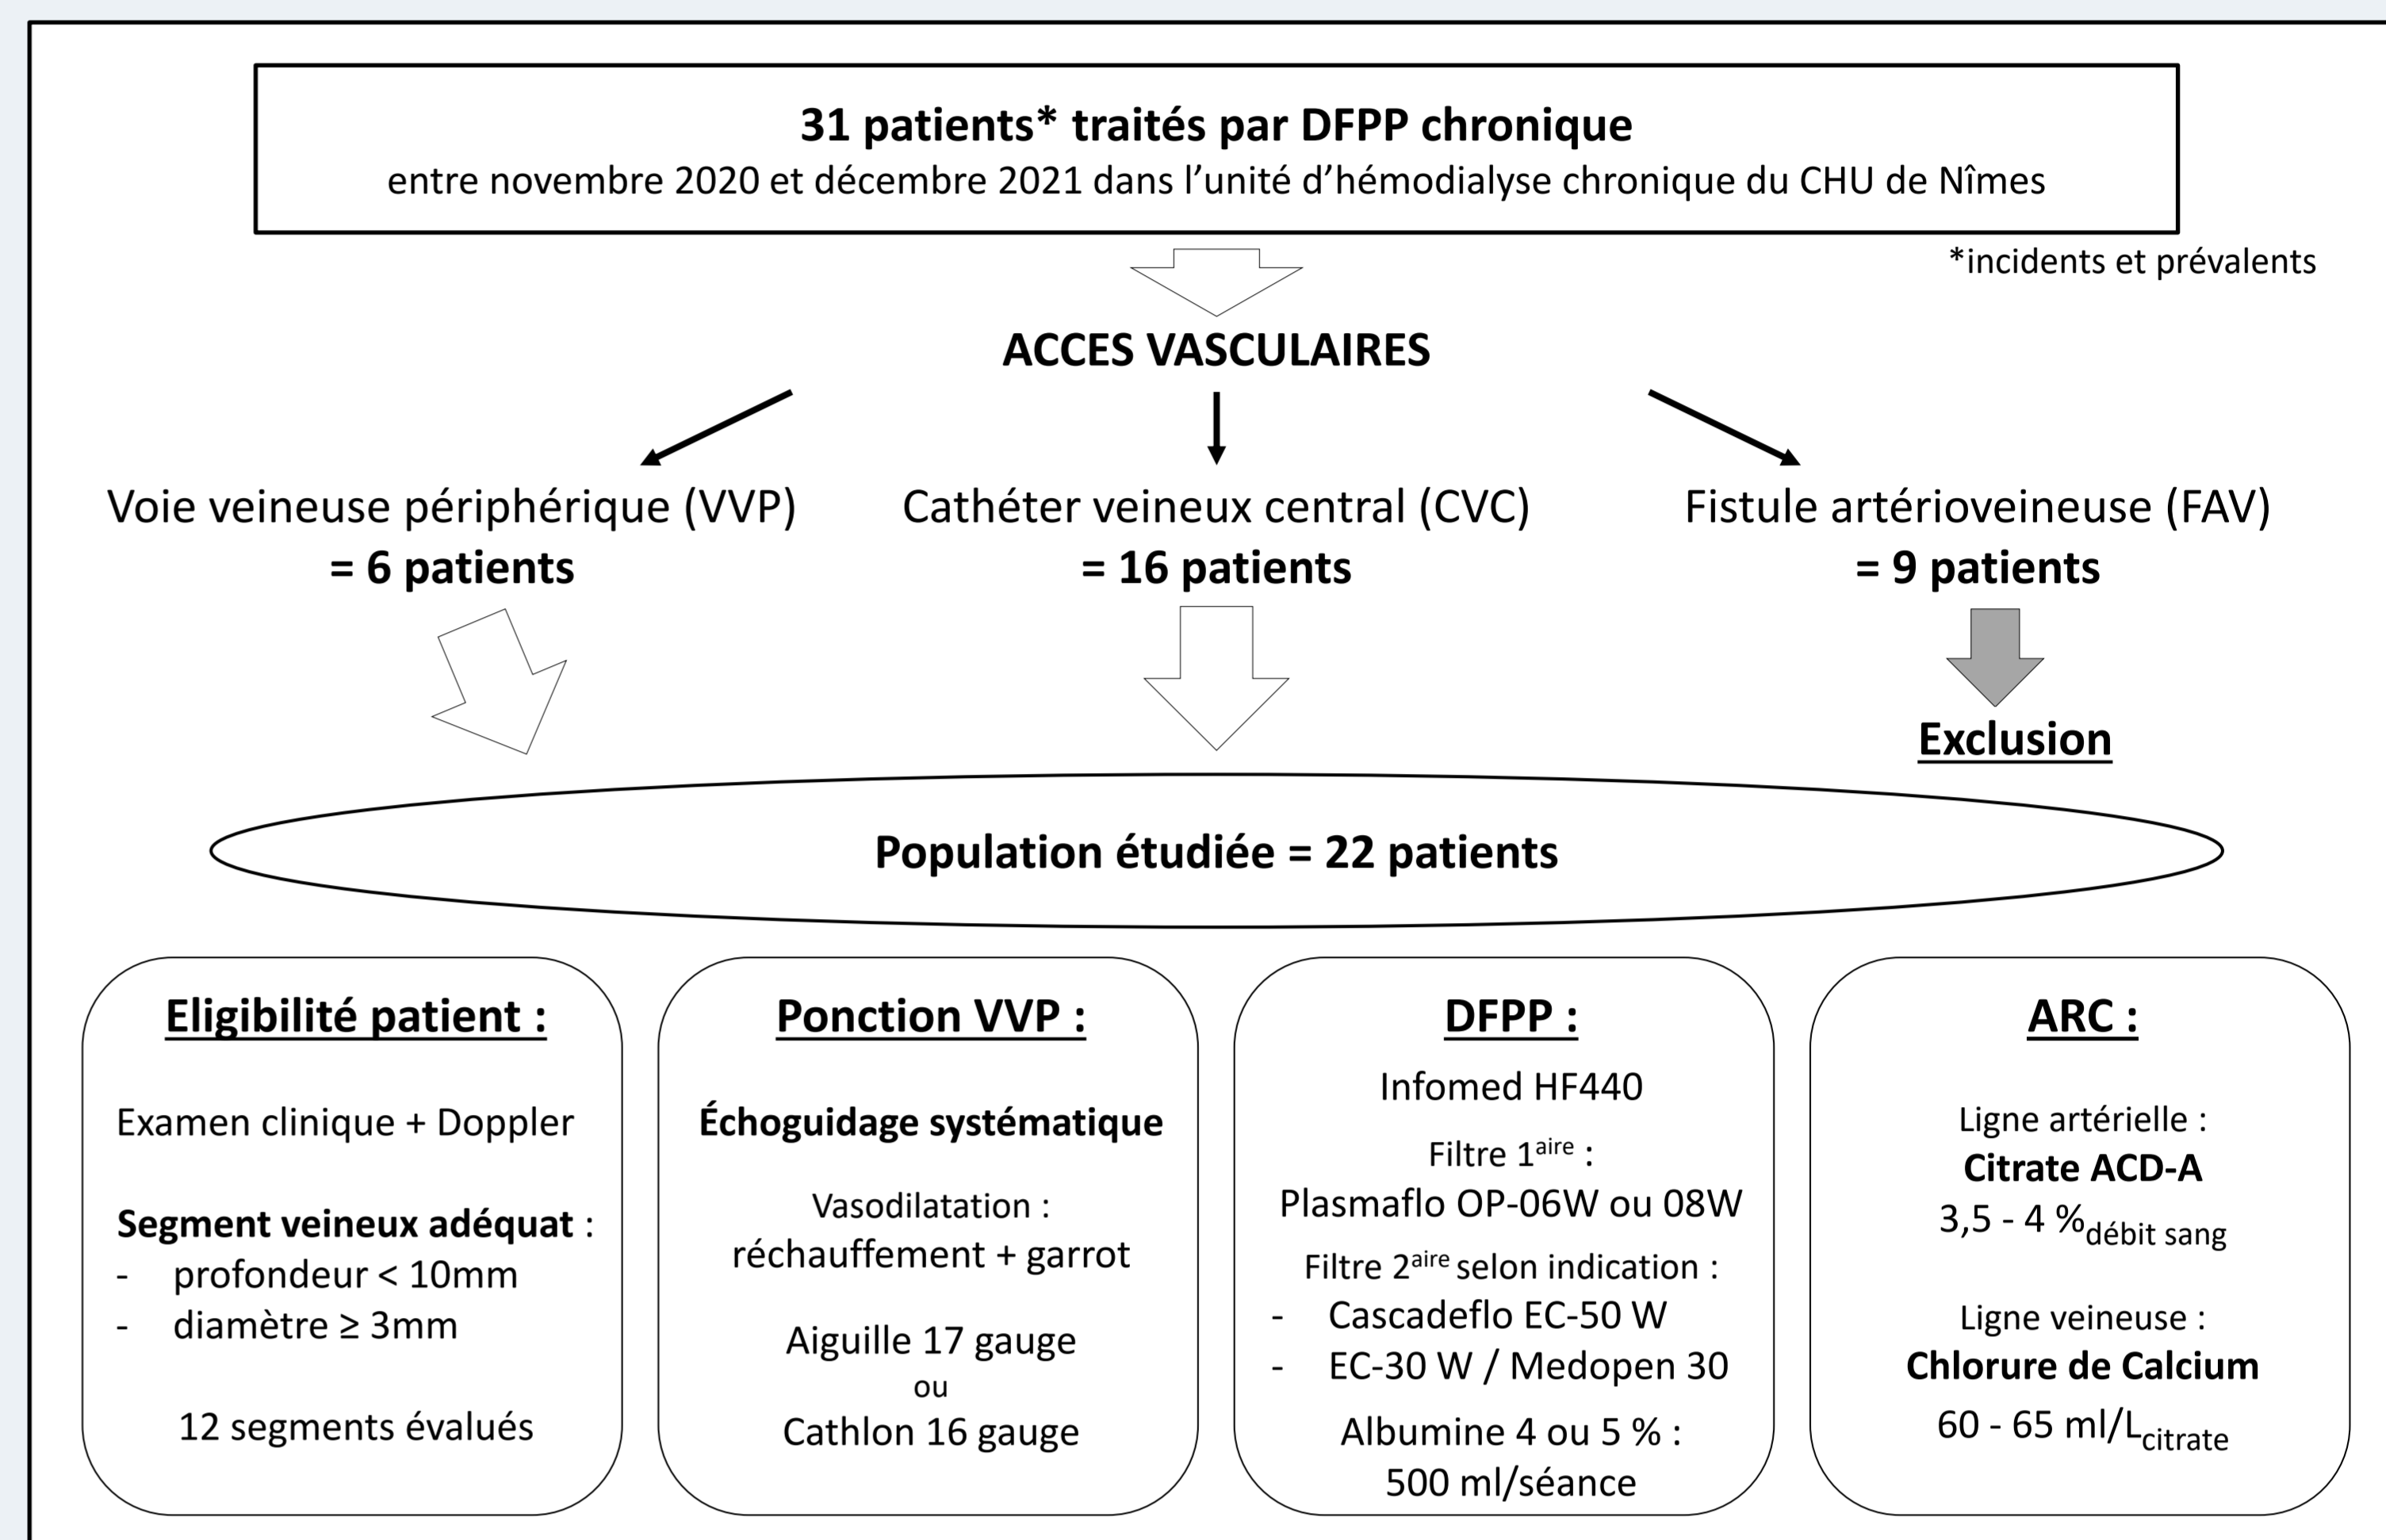 31 patients* traités par DFPP chronique
entre novembre 2020 et décembre 2021 dans l’unité d’hémodialyse chronique du CHU de Nîmes
*incidents et prévalents
ACCES VASCULAIRES
Voie veineuse périphérique (VVP)
= 6 patients
Cathéter veineux central (CVC)
= 16 patients
Fistule artérioveineuse (FAV)
= 9 patients
Exclusion
Population étudiée = 22 patients
Eligibilité patient :
Examen clinique + Doppler
Segment veineux adéquat :
- profondeur < 10mm
- diamètre ≥ 3mm
12 segments évalués
Ponction VVP :
Échoguidage systématique
Vasodilatation :
réchauffement + garrot
Aiguille 17 gauge
ou
Cathlon 16 gauge
DFPP :
Infomed HF440
Filtre 1aire :
Plasmaflo OP-06W ou 08W
Filtre 2aire selon indication :
- Cascadeflo EC-50 W
- EC-30 W / Medopen 30
Albumine 4 ou 5 % :
500 ml/séance
ARC :
Ligne artérielle :
Citrate ACD-A
3,5 - 4 %débit sang
Ligne veineuse :
Chlorure de Calcium
60 - 65 ml/Lcitrate